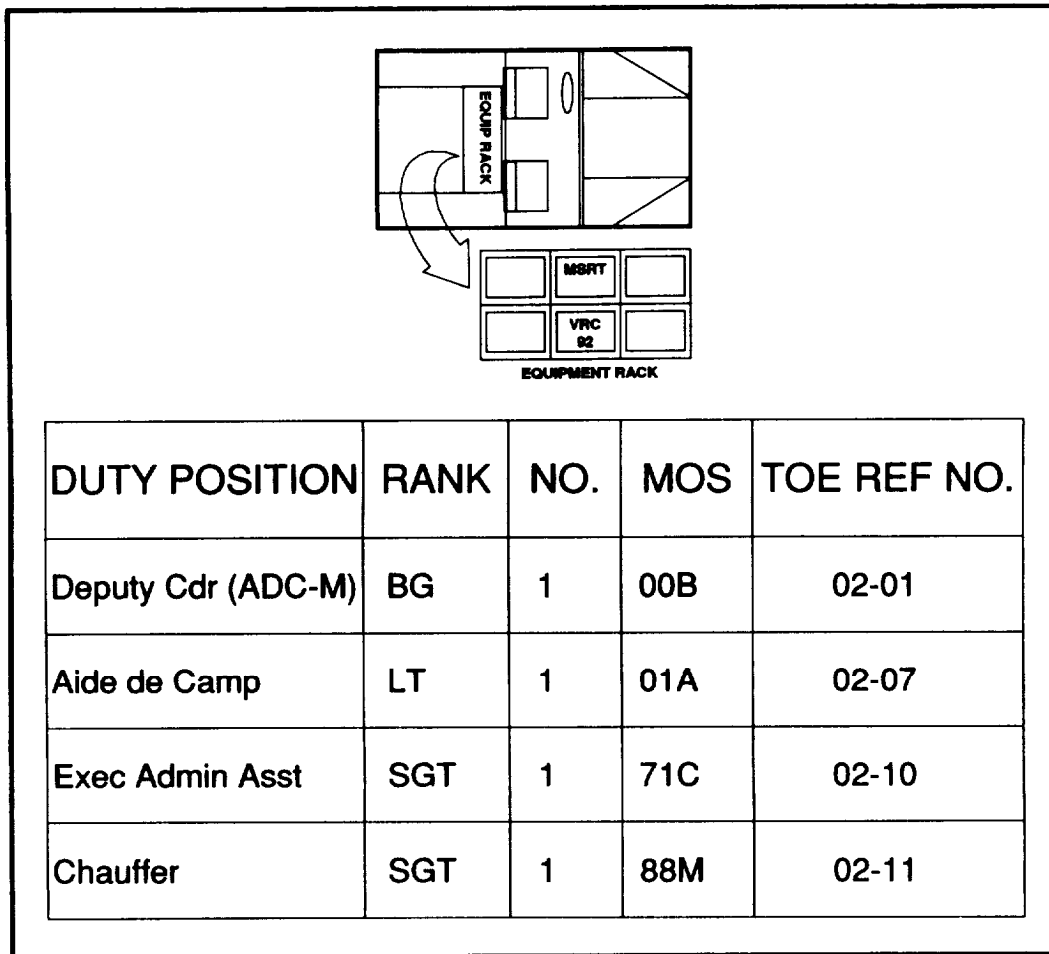 EQUIP RACK
MSRT
VRC
92
EQUIPMENT RACK
DUTY POSITION RANK NO. MOS TOE REF NO.
Deputy Cdr (ADC-M) BG 1 00B 02-01
Aide de Camp LT 1 01A 02-07
Exec Admin Asst SGT 1 71C 02-10
Chauffer SGT 1 88M 02-11